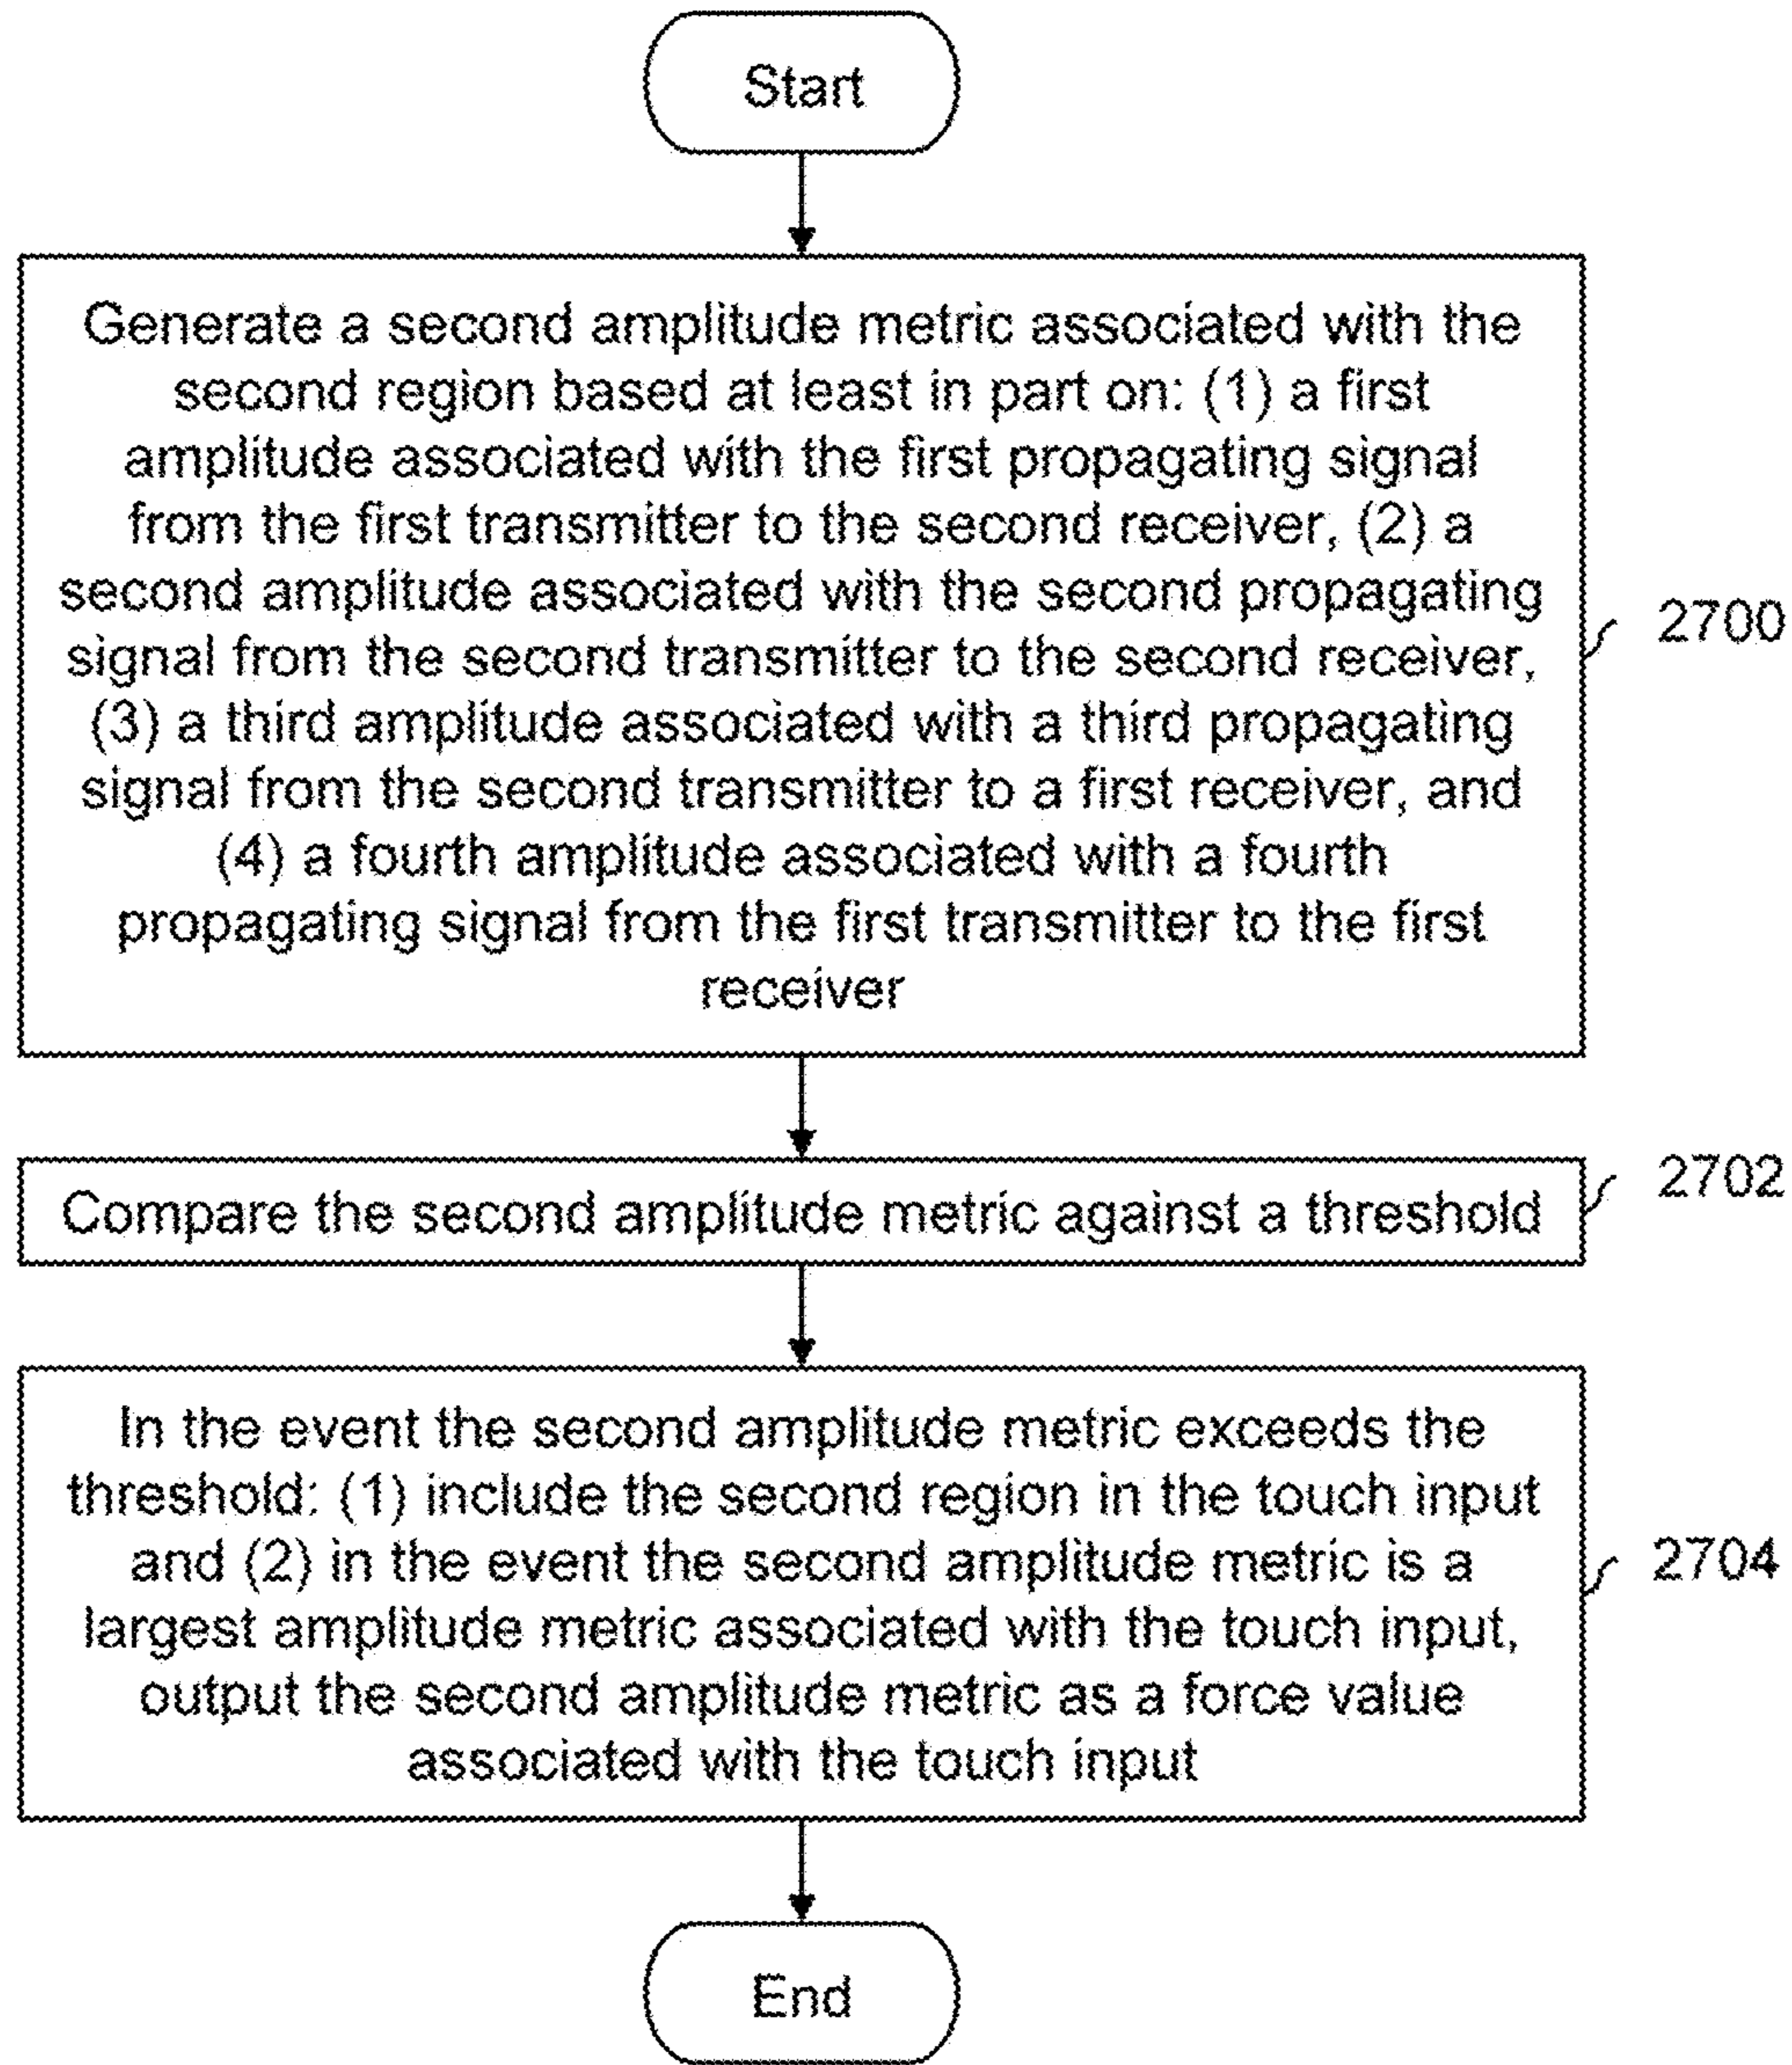 Start
Generate a second amplitude metric associated with the
second region based at least in part on: (1) a first
amplitude associated with the first propagating signal
from the first transmitter to the second receiver, (2) a
second amplitude associated with the second propagating
signal from the second transmitter to the second receiver,
(3) a third amplitude associated with a third propagating
signal from the second transmitter to a first receiver, and
(4) a fourth amplitude associated with a fourth
propagating signal from the first transmitter to the first
receiver
2700
Compare the second amplitude metric against a threshold
2702
In the event the second amplitude metric exceeds the
threshold: (1) include the second region in the touch input
and (2) in the event the second amplitude metric is a
largest amplitude metric associated with the touch input,
output the second amplitude metric as a force value
associated with the touch input
2704
End